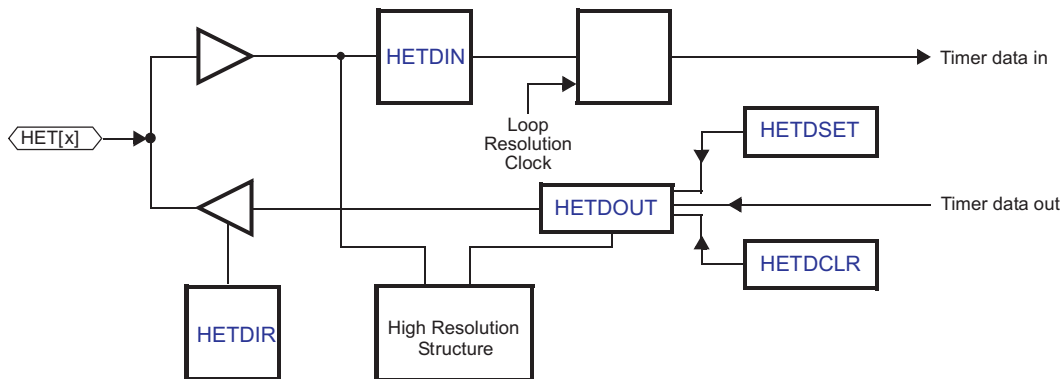 HETDIN
Timer data in
HET[x]
Loop
Resolution
Clock
HETDSET
HETDOUT
Timer data out
HETDCLR
HETDIR
High Resolution
Structure